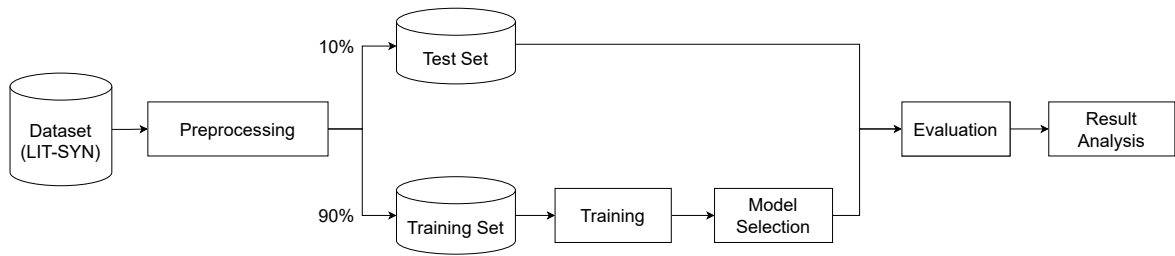 Dataset
(LIT-SYN)
Preprocessing
10%
Test Set
90%
Training Set
Training
Model
Selection
Evaluation
Result
Analysis